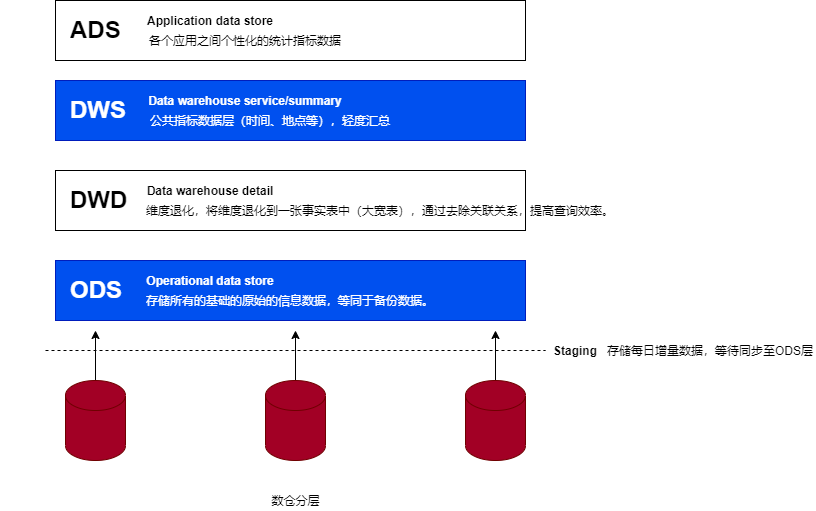 ADS
Application data store
各个应用之间个性化的统计指标数据
DWS
Data warehouse service/summary
公共指标数据层（时间、地点等），轻度汇总
DWD
Data warehouse detail
维度退化，将维度退化到一张事实表中（大宽表），通过去除关联关系，提高查询效率。
ODS
Operational data store
存储所有的基础的原始的信息数据，等同于备份数据。
Staging 存储每日增量数据，等待同步至ODS层
数仓分层